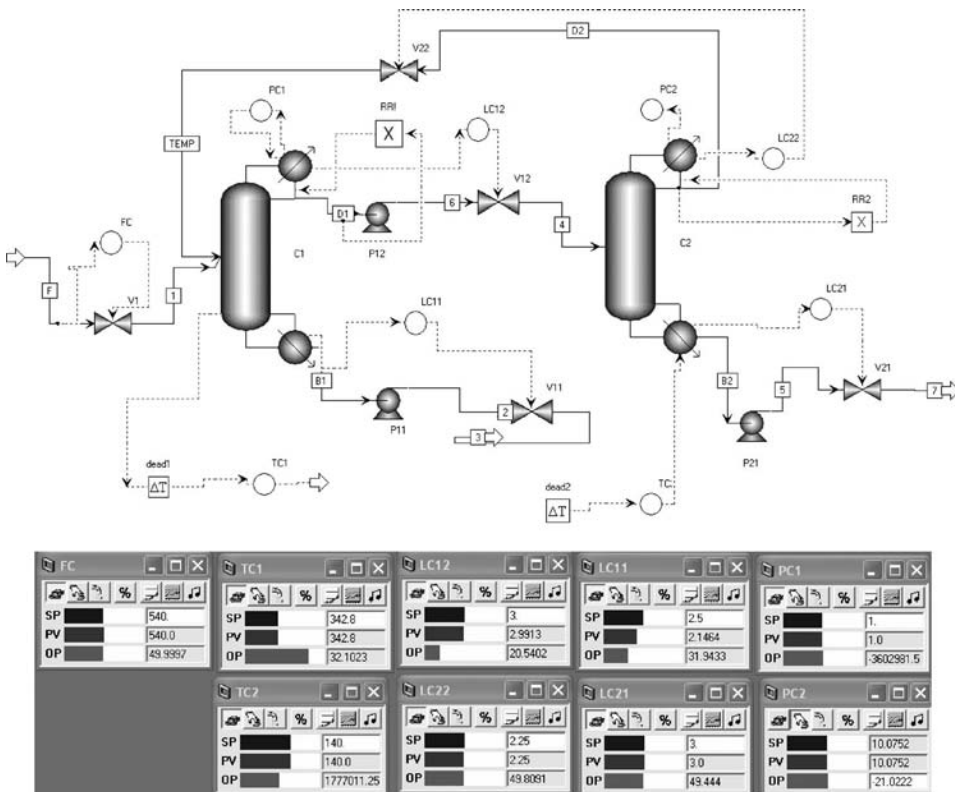 D2
V22
PC1
RRI
LC12
PC2
LC22
TEMP
X
V12
FC
D1
6
4
RR2
X
C1
P12
C2
F
V1
1
LC11
LC21
B1
V11
B2
5
V21
7
2
P11
3
P21
dead1
TC1
ΔT
dead2
TC
ΔT
FC
%
SP 540.
PV 540.0
OP 49.9997
TC1
%
SP 342.8
PV 342.8
OP 32.1023
LC12
%
SP 3.
PV 2.9913
OP 20.5402
LC11
%
SP 2.5
PV 2.1464
OP 31.9433
PC1
%
SP 1.
PV 1.0
OP -3602981.5
TC2
%
SP 140.
PV 140.0
OP 1777011.25
LC22
%
SP 2.25
PV 2.25
OP 49.8091
LC21
%
SP 3.
PV 3.0
OP 49.444
PC2
%
SP 10.0752
PV 10.0752
OP -21.0222